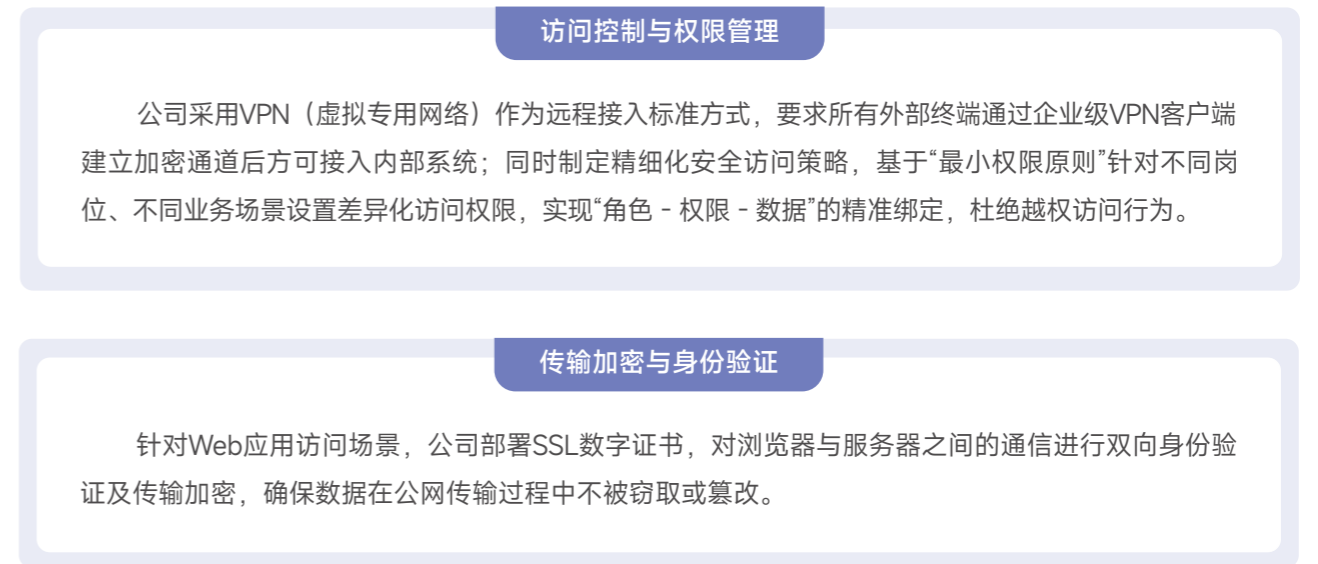 访问控制与权限管理
公司采用VPN（虚拟专用网络）作为远程接入标准方式，要求所有外部终端通过企业级VPN客户端
建立加密通道后方可接入内部系统；同时制定精细化安全访问策略，基于“最小权限原则”针对不同岗
位、不同业务场景设置差异化访问权限，实现“角色 - 权限 - 数据”的精准绑定，杜绝越权访问行为。
传输加密与身份验证
针对Web应用访问场景，公司部署SSL数字证书，对浏览器与服务器之间的通信进行双向身份验
证及传输加密，确保数据在公网传输过程中不被窃取或篡改。